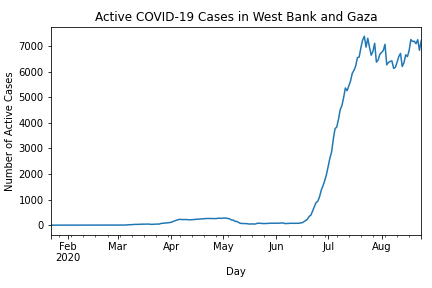 Active COVID-19 Cases in West Bank and Gaza
Number of Active Cases
7000
6000
5000
4000
3000
2000
1000
0
Feb Mar Apr May Jun Jul Aug
2020
Day